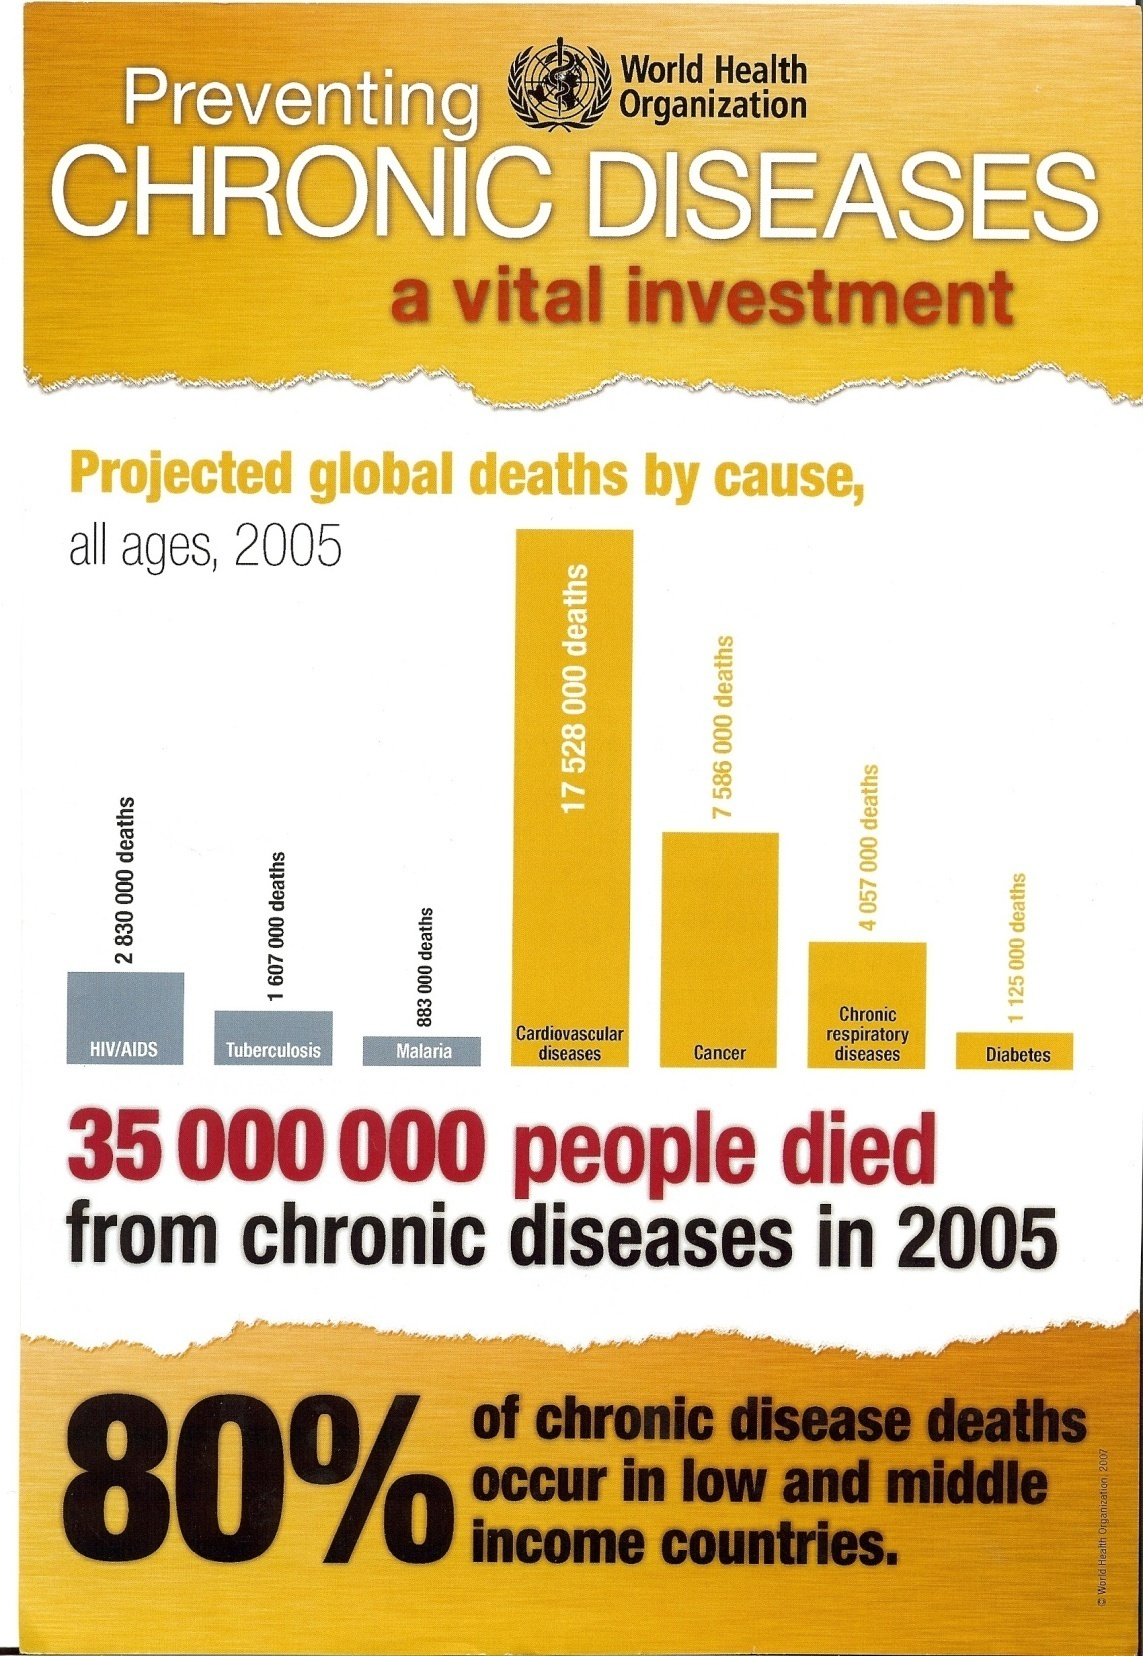 Preventing
World Health
Organization
CHRONIC DISEASES
a vital investment
Projected global deaths by cause,
all ages, 2005
2 830 000 deaths
HIV/AIDS
1 607 000 deaths
Tuberculosis
883 000 deaths
Malaria
17 528 000 deaths
Cardiovascular
diseases
7 586 000 deaths
Cancer
4 057 000 deaths
Chronic
respiratory
diseases
1 125 000 deaths
Diabetes
35 000 000 people died
from chronic diseases in 2005
80%
of chronic disease deaths
occur in low and middle
income countries.
© World Health Organization, 2007